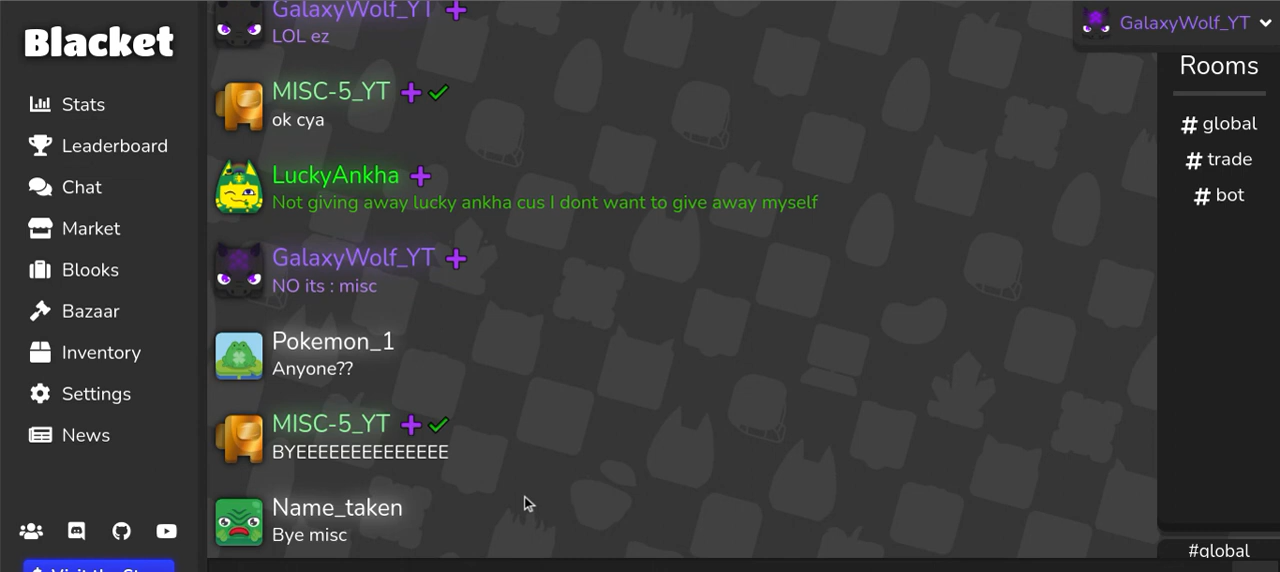 Blacket
Stats
Leaderboard
Chat
Market
Blooks
Bazaar
Inventory
Settings
News
GalaxyWolf_YT
LOL ez
MISC-5_YT
ok cya
LuckyAnkha
Not giving away lucky ankha cus I dont want to give away myself
GalaxyWolf_YT
NO its : misc
Pokemon_1
Anyone??
MISC-5_YT
BYEEEEEEEEEEEEEE
Name_taken
Bye misc
GalaxyWolf_YT
Rooms
# global
# trade
# bot
#global